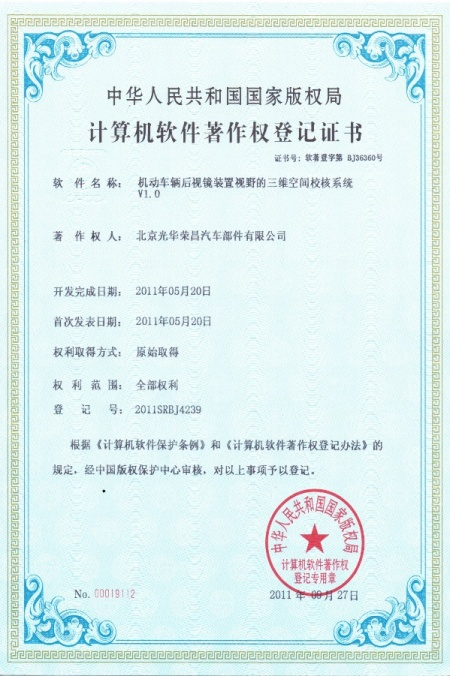 中华人民共和国国家版权局
计算机软件著作权登记证书
证书号: 软著登字第 BJ36360号
软件名称: 机动车辆后视镜装置视野的三维空间校核系统
V1.0
著作权人: 北京光华荣昌汽车部件有限公司
开发完成日期: 2011年05月20日
首次发表日期: 2011年05月20日
权利取得方式: 原始取得
权利范围: 全部权利
登记号: 2011SRBJ4239
根据《计算机软件保护条例》和《计算机软件著作权登记办法》的
规定，经中国版权保护中心审核，对以上事项予以登记。
中华人民共和国国家版权局
计算机软件著作权
登记专用章
No. 00019112
2011年09月27日